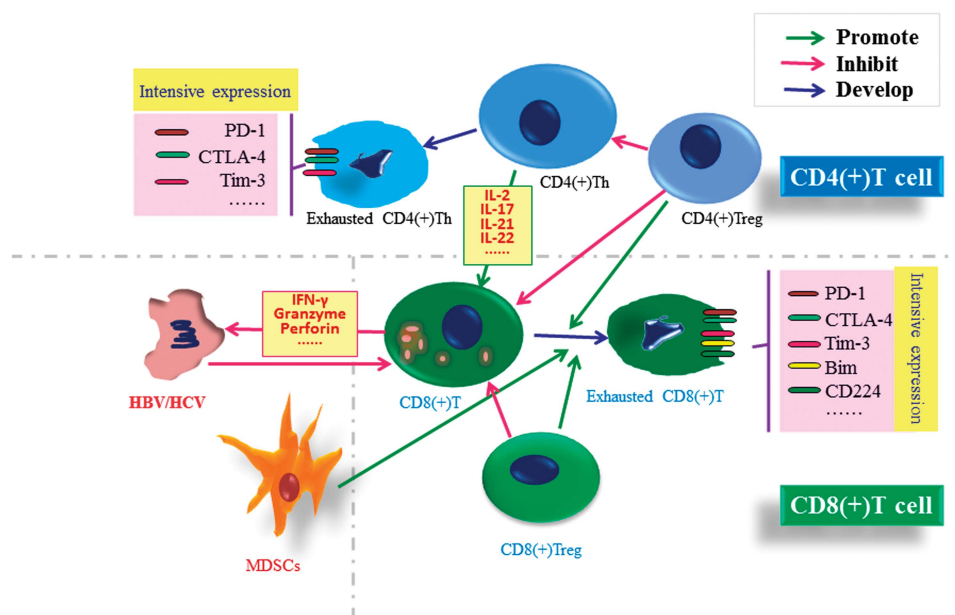 Promote
Inhibit
Develop
Intensive expression
PD-1
CTLA-4
Tim-3
......
Exhausted CD4(+)Th
CD4(+)Th
CD4(+)Treg
CD4(+)T cell
IL-2
IL-17
IL-21
IL-22
......
IFN-γ
Granzyme
Perforin
......
HBV/HCV
CD8(+)T
Exhausted CD8(+)T
PD-1
CTLA-4
Tim-3
Bim
CD224
......
Intensive expression
MDSCs
CD8(+)Treg
CD8(+)T cell